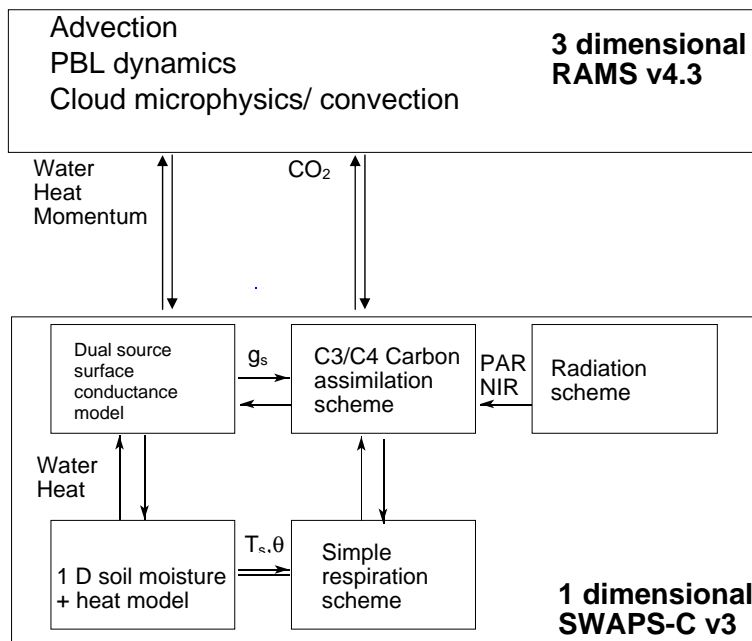 Advection
PBL dynamics
Cloud microphysics/ convection
3 dimensional
RAMS v4.3
Water
Heat
Momentum
CO₂
Dual source
surface
conductance
model
gₛ
C3/C4 Carbon
assimilation
scheme
PAR
NIR
Radiation
scheme
Water
Heat
1 D soil moisture
+ heat model
Tₛ,θ
Simple
respiration
scheme
1 dimensional
SWAPS-C v3